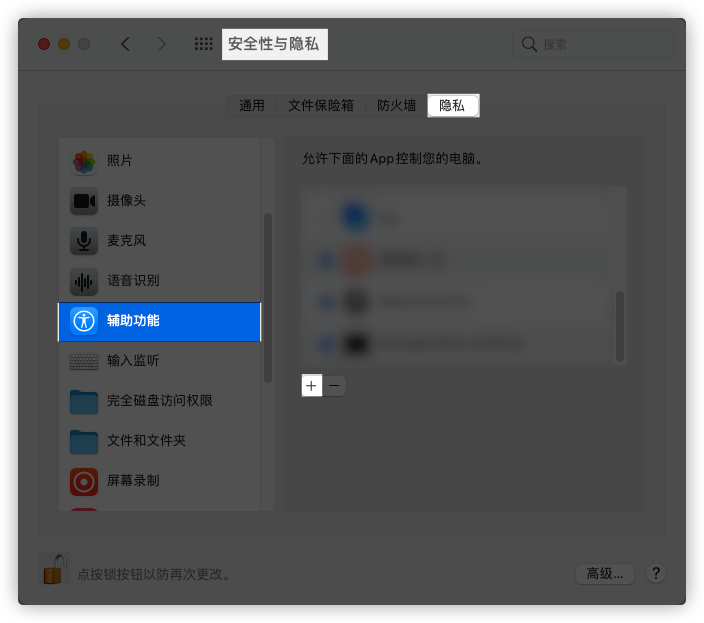 安全性与隐私
搜索
通用 文件保险箱 防火墙 隐私
照片
摄像头
麦克风
语音识别
辅助功能
输入监听
完全磁盘访问权限
文件和文件夹
屏幕录制
允许下面的App控制您的电脑。
+ −
点按锁按钮以防再次更改。
高级... ?